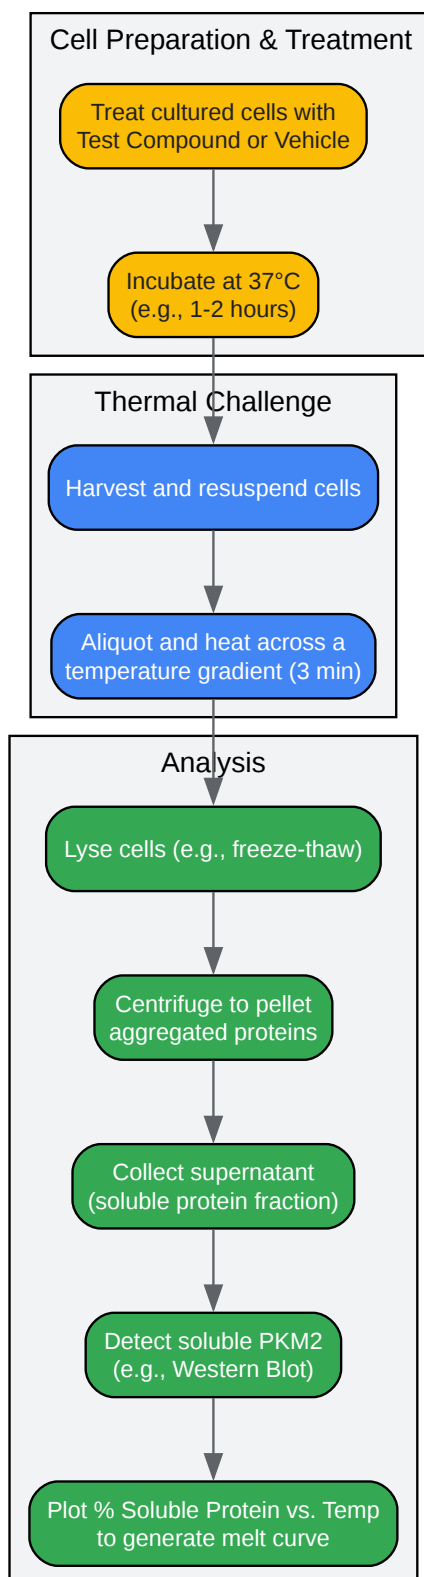 Cell Preparation & Treatment
Treat cultured cells with
Test Compound or Vehicle
Incubate at 37°C
(e.g., 1-2 hours)
Thermal Challenge
Harvest and resuspend cells
Aliquot and heat across a
temperature gradient (3 min)
Analysis
Lyse cells (e.g., freeze-thaw)
Centrifuge to pellet
aggregated proteins
Collect supernatant
(soluble protein fraction)
Detect soluble PKM2
(e.g., Western Blot)
Plot % Soluble Protein vs. Temp
to generate melt curve